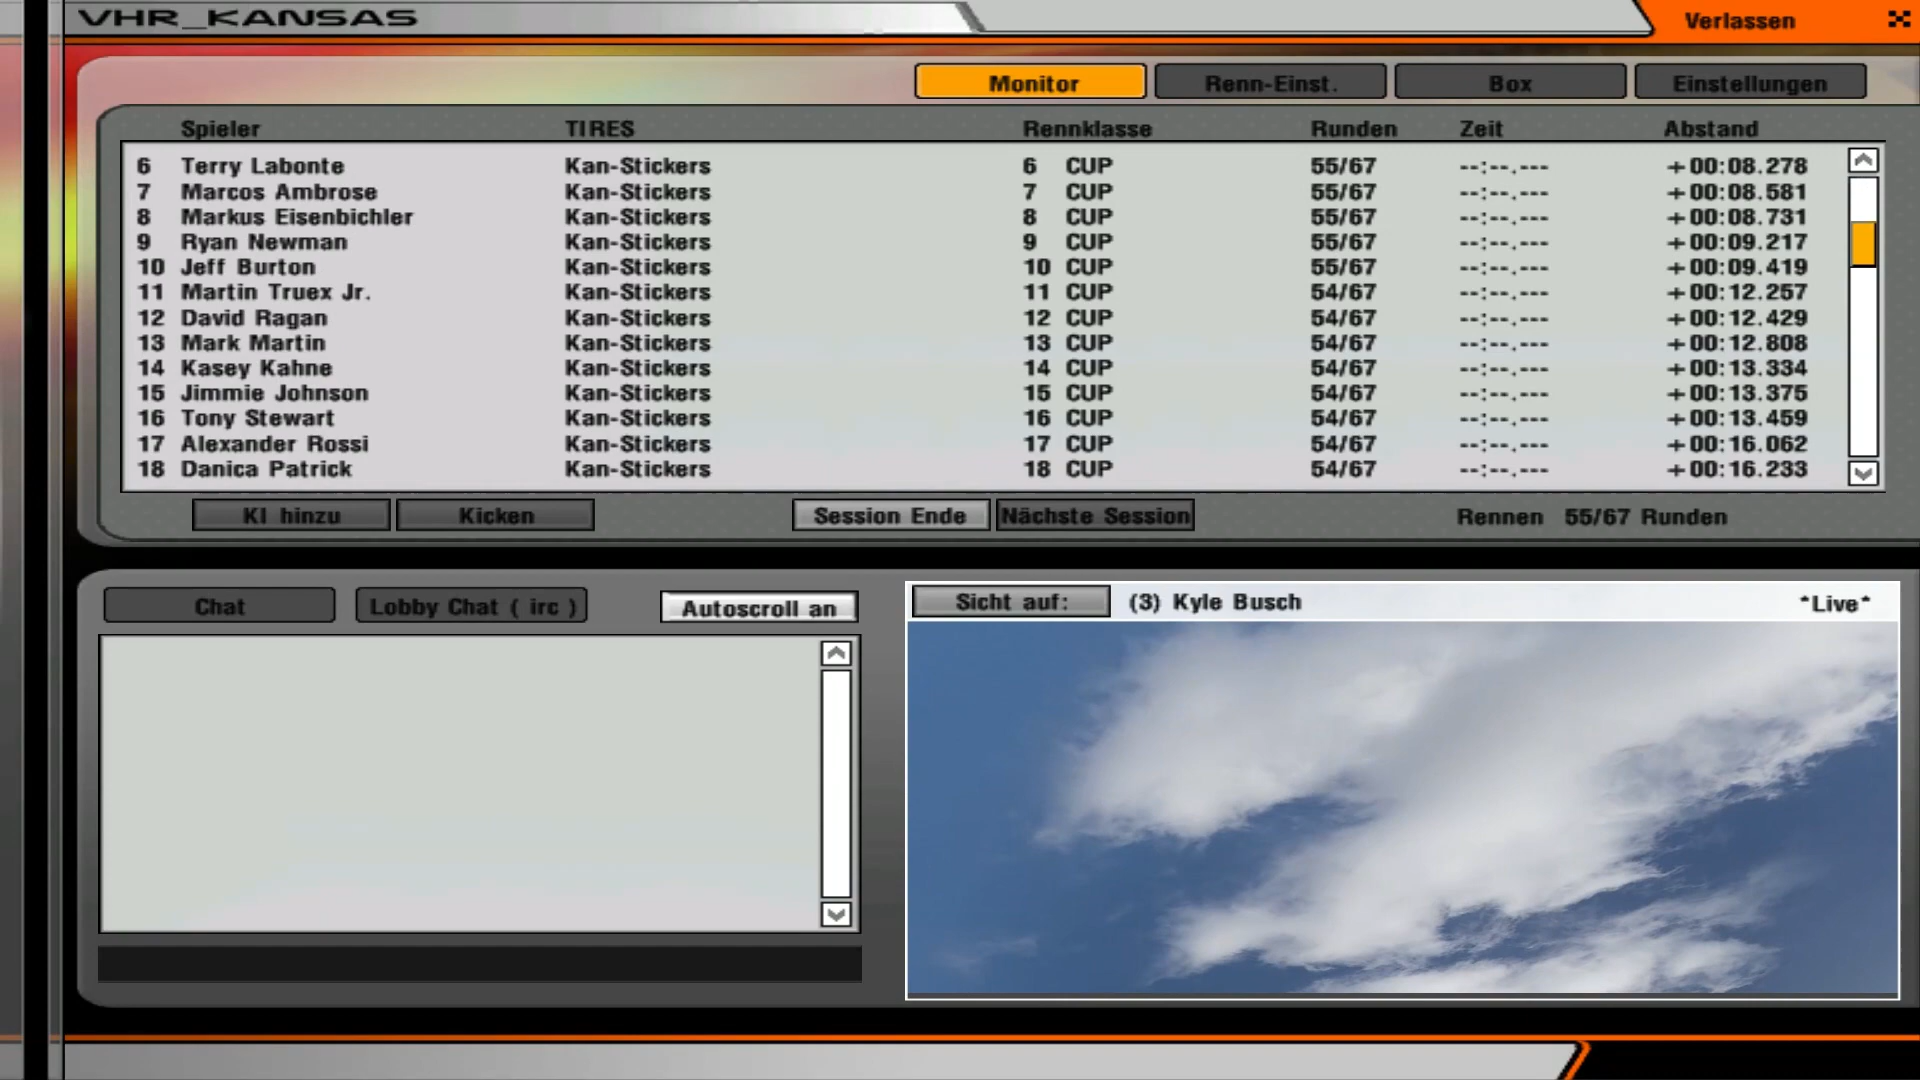 VHR_KANSAS Verlassen
Monitor Renn-Einst. Box Einstellungen
Spieler TIRES Rennklasse Runden Zeit Abstand
6 Terry Labonte Kan-Stickers 6 CUP 55/67 --:--.--- +00:08.278
7 Marcos Ambrose Kan-Stickers 7 CUP 55/67 --:--.--- +00:08.581
8 Markus Eisenbichler Kan-Stickers 8 CUP 55/67 --:--.--- +00:08.731
9 Ryan Newman Kan-Stickers 9 CUP 55/67 --:--.--- +00:09.217
10 Jeff Burton Kan-Stickers 10 CUP 55/67 --:--.--- +00:09.419
11 Martin Truex Jr. Kan-Stickers 11 CUP 54/67 --:--.--- +00:12.257
12 David Ragan Kan-Stickers 12 CUP 54/67 --:--.--- +00:12.429
13 Mark Martin Kan-Stickers 13 CUP 54/67 --:--.--- +00:12.808
14 Kasey Kahne Kan-Stickers 14 CUP 54/67 --:--.--- +00:13.334
15 Jimmie Johnson Kan-Stickers 15 CUP 54/67 --:--.--- +00:13.375
16 Tony Stewart Kan-Stickers 16 CUP 54/67 --:--.--- +00:13.459
17 Alexander Rossi Kan-Stickers 17 CUP 54/67 --:--.--- +00:16.062
18 Danica Patrick Kan-Stickers 18 CUP 54/67 --:--.--- +00:16.233
KI hinzu Kicken Session Ende Nächste Session Rennen 55/67 Runden
Chat Lobby Chat ( irc ) Autoscroll an
Sicht auf: (3) Kyle Busch *Live*